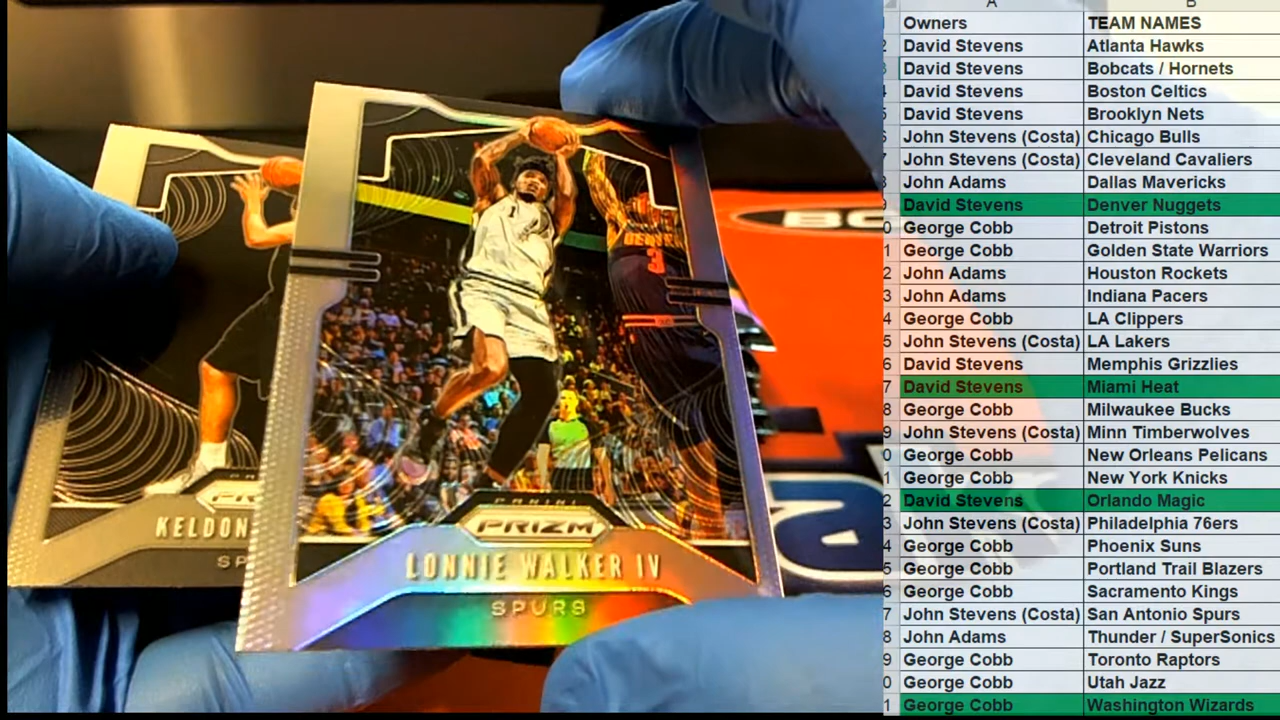 BO
1
DENVER
3
KELDON
SP
PANINI
PRIZM
LONNIE WALKER IV
SPURS
A B
Owners TEAM NAMES
David Stevens Atlanta Hawks
David Stevens Bobcats / Hornets
David Stevens Boston Celtics
David Stevens Brooklyn Nets
John Stevens (Costa) Chicago Bulls
John Stevens (Costa) Cleveland Cavaliers
John Adams Dallas Mavericks
David Stevens Denver Nuggets
George Cobb Detroit Pistons
George Cobb Golden State Warriors
John Adams Houston Rockets
John Adams Indiana Pacers
George Cobb LA Clippers
John Stevens (Costa) LA Lakers
David Stevens Memphis Grizzlies
David Stevens Miami Heat
George Cobb Milwaukee Bucks
John Stevens (Costa) Minn Timberwolves
George Cobb New Orleans Pelicans
George Cobb New York Knicks
David Stevens Orlando Magic
John Stevens (Costa) Philadelphia 76ers
George Cobb Phoenix Suns
George Cobb Portland Trail Blazers
George Cobb Sacramento Kings
John Stevens (Costa) San Antonio Spurs
John Adams Thunder / SuperSonics
George Cobb Toronto Raptors
George Cobb Utah Jazz
George Cobb Washington Wizards